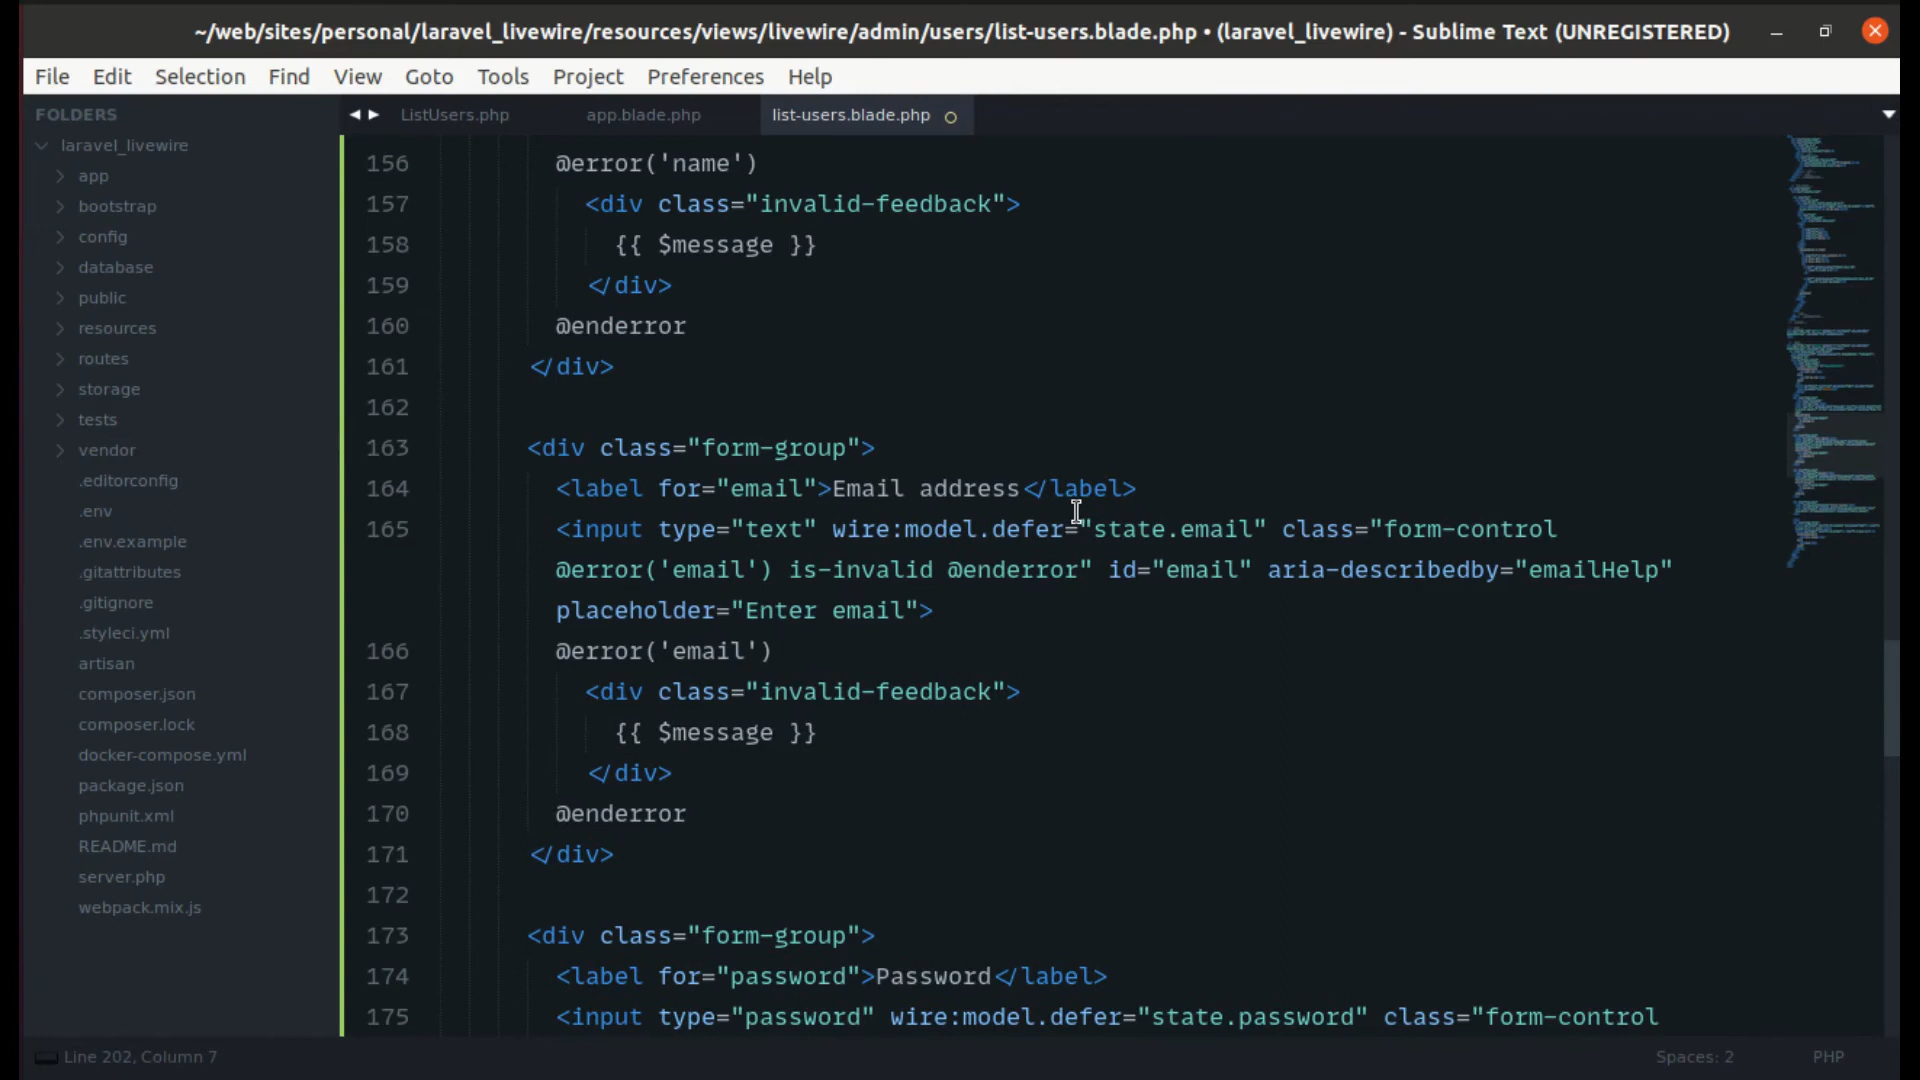 ~/web/sites/personal/laravel_livewire/resources/views/livewire/admin/users/list-users.blade.php • (laravel_livewire) - Sublime Text (UNREGISTERED)
File Edit Selection Find View Goto Tools Project Preferences Help
FOLDERS
laravel_livewire
app
bootstrap
config
database
public
resources
routes
storage
tests
vendor
.editorconfig
.env
.env.example
.gitattributes
.gitignore
.styleci.yml
artisan
composer.json
composer.lock
docker-compose.yml
package.json
phpunit.xml
README.md
server.php
webpack.mix.js
ListUsers.php app.blade.php list-users.blade.php
156 @error('name')
157 <div class="invalid-feedback">
158 {{ $message }}
159 </div>
160 @enderror
161 </div>
162
163 <div class="form-group">
164 <label for="email">Email address</label>
165 <input type="text" wire:model.defer="state.email" class="form-control
@error('email') is-invalid @enderror" id="email" aria-describedby="emailHelp"
placeholder="Enter email">
166 @error('email')
167 <div class="invalid-feedback">
168 {{ $message }}
169 </div>
170 @enderror
171 </div>
172
173 <div class="form-group">
174 <label for="password">Password</label>
175 <input type="password" wire:model.defer="state.password" class="form-control
Line 202, Column 7 Spaces: 2 PHP